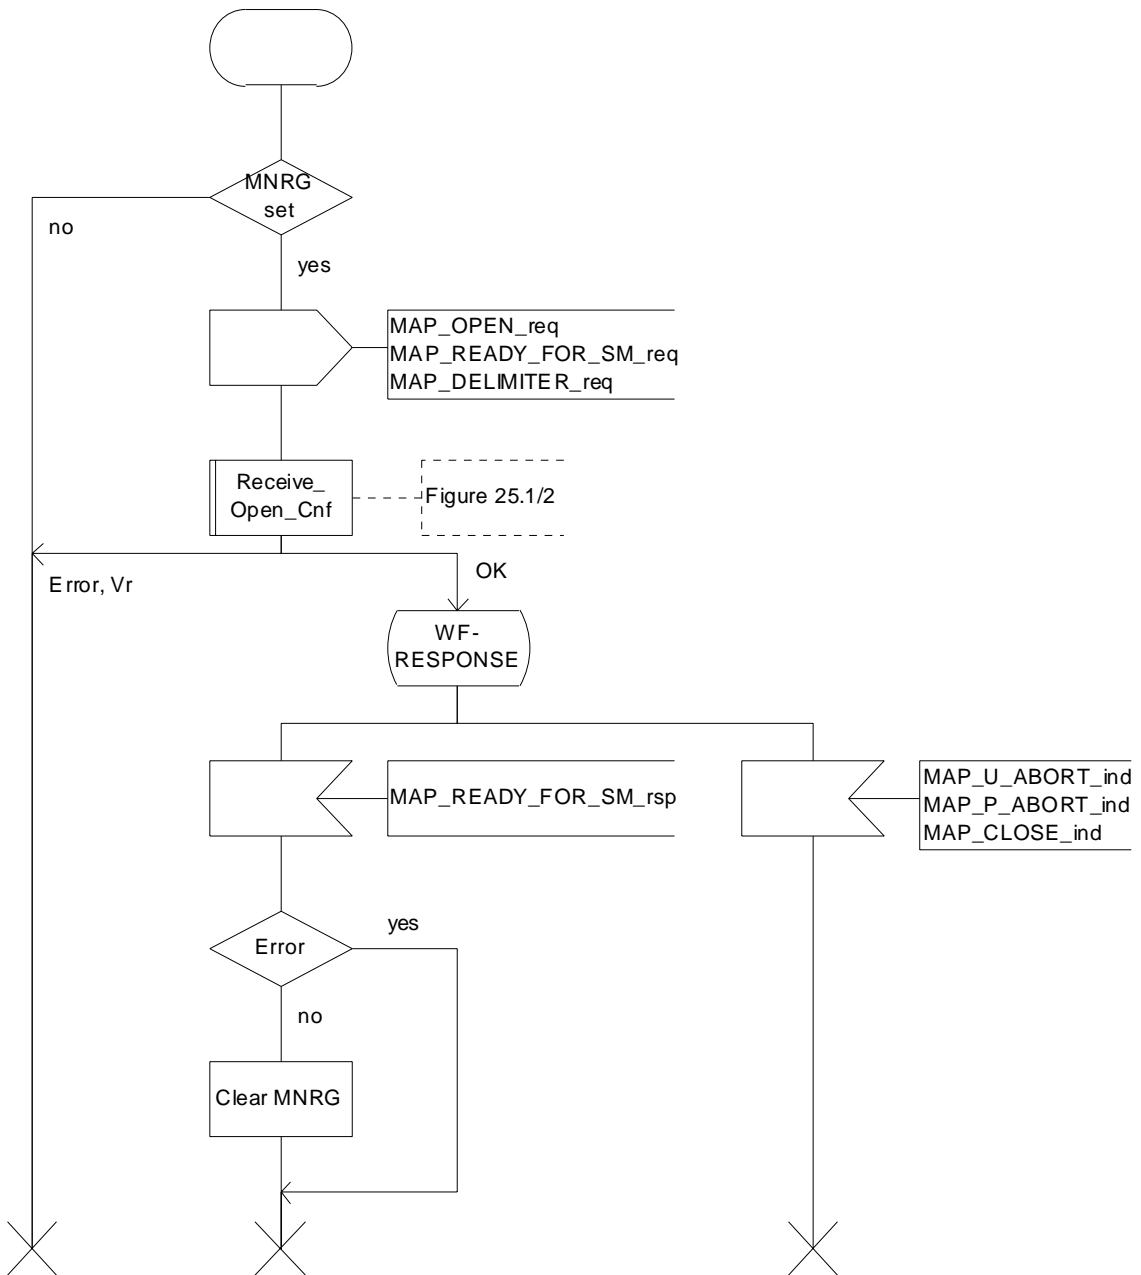 MNRG
set
no
yes
MAP_OPEN_req
MAP_READY_FOR_SM_req
MAP_DELIMITER_req
Receive_
Open_Cnf
Figure 25.1/2
Error, Vr
OK
WF-
RESPONSE
MAP_READY_FOR_SM_rsp
MAP_U_ABORT_ind
MAP_P_ABORT_ind
MAP_CLOSE_ind
Error
yes
no
Clear MNRG